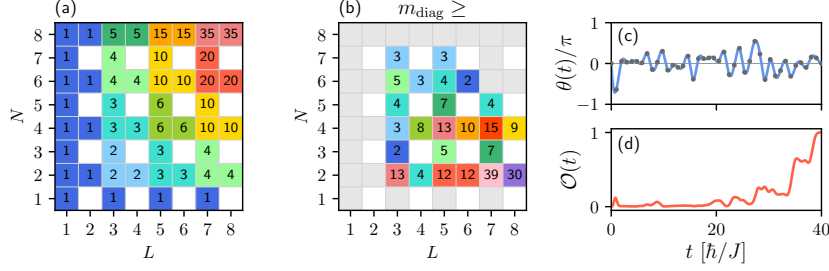 (a)
N
8 1 1 5 5 15 15 35 35
7 1 4 10 20
6 1 1 4 4 10 10 20 20
5 1 3 6 10
4 1 1 3 3 6 6 10 10
3 1 2 3 4
2 1 1 2 2 3 3 4 4
1 1 1 1 1
1 2 3 4 5 6 7 8
L
(b) m_diag ≥
N
8
7 3 3
6 5 3 4 2
5 4 7 4
4 3 8 13 10 15 9
3 2 5 7
2 13 4 12 12 39 30
1
1 2 3 4 5 6 7 8
L
(c)
θ(t)/π
1
0
−1
(d)
𝒪(t)
1
0
0 20 40
t [ℏ/J]